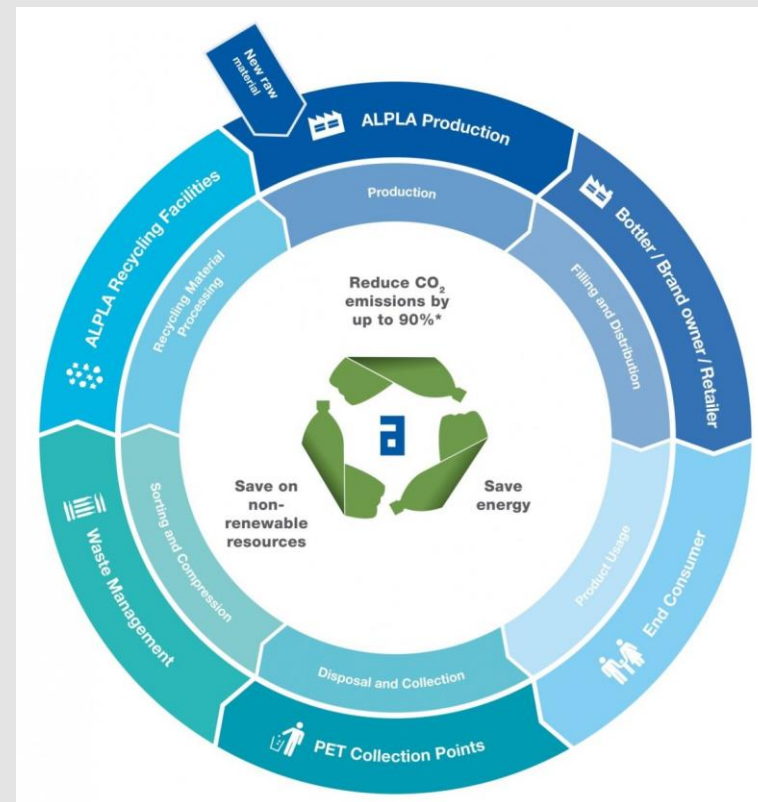 New raw
material
ALPLA Production
Bottler / Brand owner / Retailer
End Consumer
PET Collection Points
Waste Management
ALPLA Recycling Facilities
Production
Filling and Distribution
Product Usage
Disposal and Collection
Sorting and Compression
Recycling Material
Processing
Reduce CO₂
emissions by
up to 90%*
a
Save
energy
Save on
non-
renewable
resources